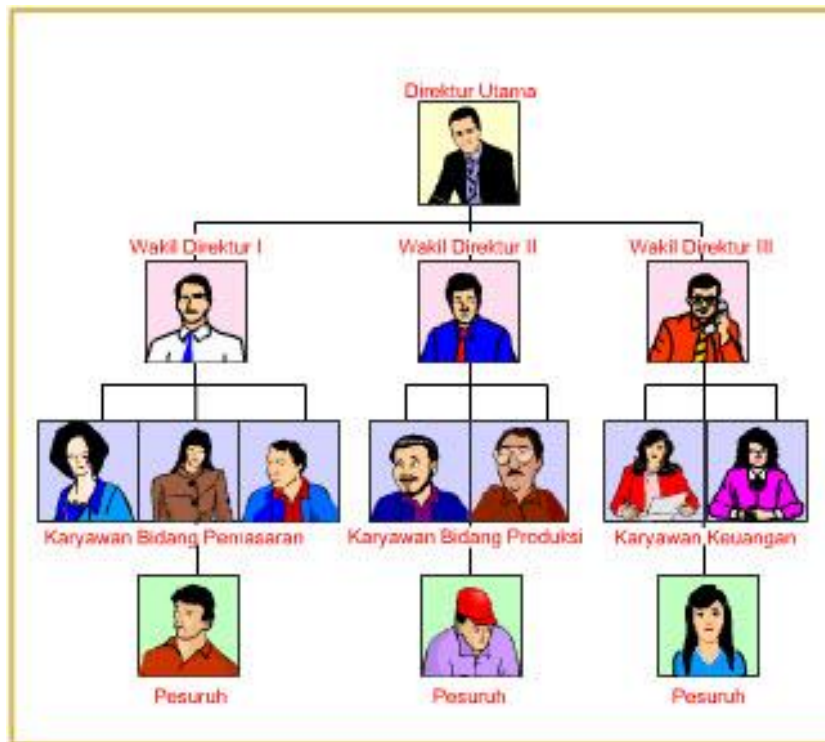 Direktur Utama
Wakil Direktur I
Wakil Direktur II
Wakil Direktur III
Karyawan Bidang Pemasaran
Karyawan Bidang Produksi
Karyawan Keuangan
Pesuruh
Pesuruh
Pesuruh